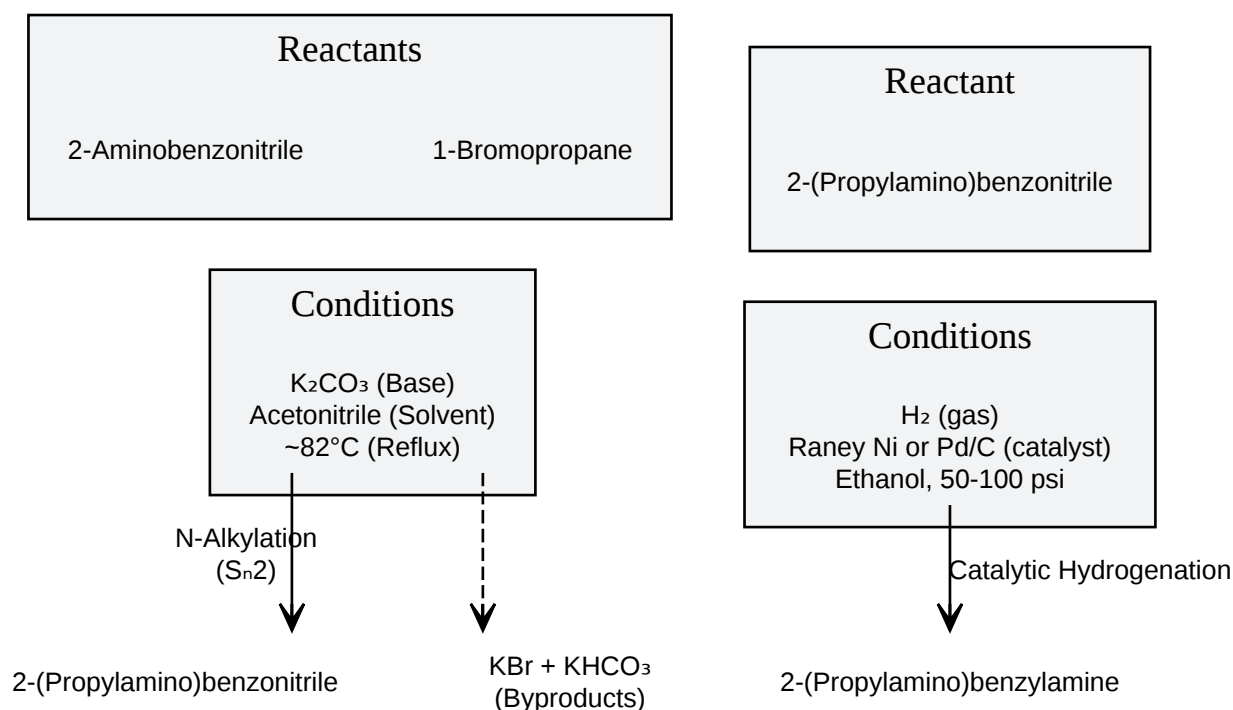 Reactants
2-Aminobenzonitrile
1-Bromopropane
Conditions
K₂CO₃ (Base)
Acetonitrile (Solvent)
~82°C (Reflux)
N-Alkylation
(Sₙ2)
2-(Propylamino)benzonitrile
KBr + KHCO₃
(Byproducts)
Reactant
2-(Propylamino)benzonitrile
Conditions
H₂ (gas)
Raney Ni or Pd/C (catalyst)
Ethanol, 50-100 psi
Catalytic Hydrogenation
2-(Propylamino)benzylamine